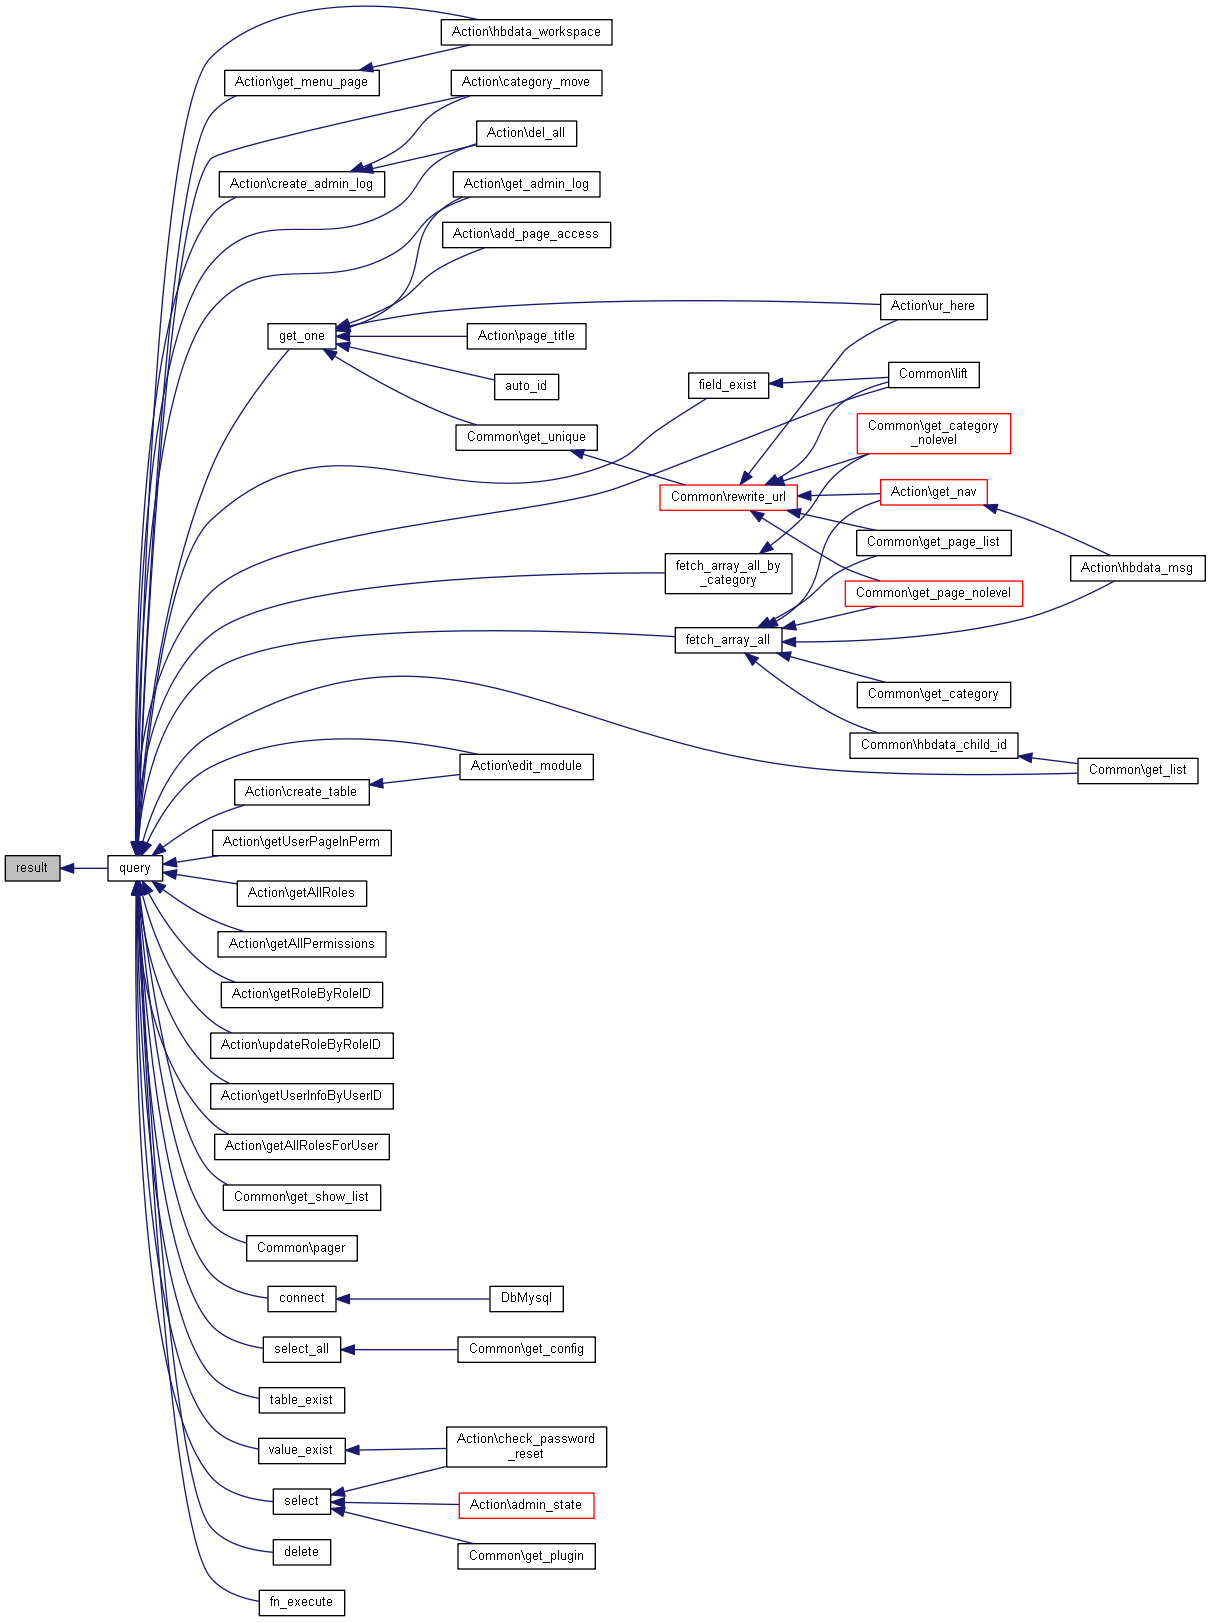 Action\hbdata_workspace
Action\get_menu_page
Action\category_move
Action\del_all
Action\create_admin_log
Action\get_admin_log
Action\add_page_access
Action\ur_here
get_one
Action\page_title
Common\lift
field_exist
auto_id
Common\get_category
_nolevel
Common\get_unique
Common\rewrite_url
Action\get_nav
Common\get_page_list
fetch_array_all_by
_category
Action\hbdata_msg
Common\get_page_nolevel
fetch_array_all
Common\get_category
Common\hbdata_child_id
Action\edit_module
Common\get_list
Action\create_table
Action\getUserPageInPerm
result
query
Action\getAllRoles
Action\getAllPermissions
Action\getRoleByRoleID
Action\updateRoleByRoleID
Action\getUserInfoByUserID
Action\getAllRolesForUser
Common\get_show_list
Common\pager
connect
DbMysql
select_all
Common\get_config
table_exist
value_exist
Action\check_password
_reset
select
Action\admin_state
delete
Common\get_plugin
fn_execute